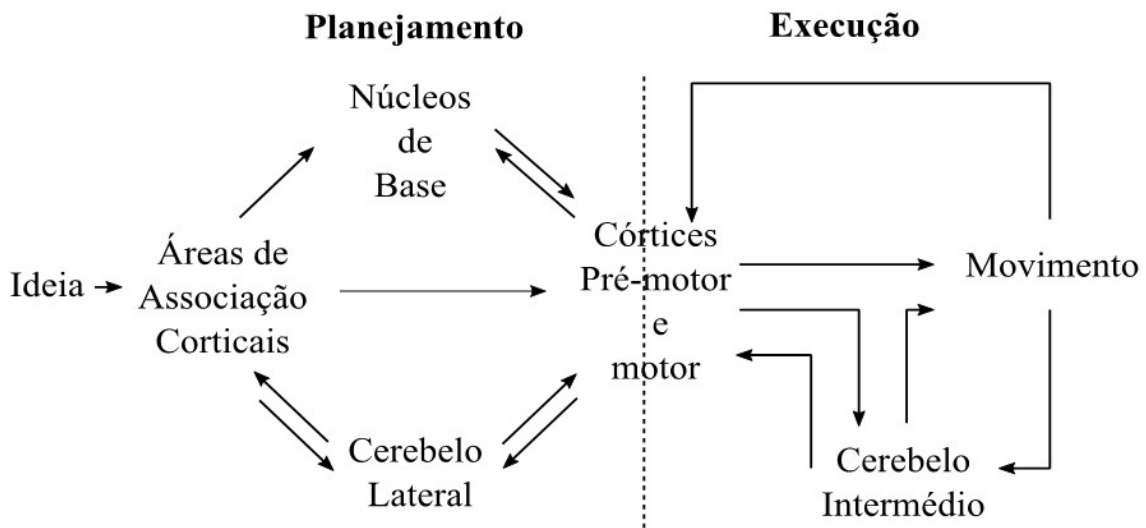 Planejamento
Execução
Núcleos
de
Base
Ideia
Áreas de
Associação
Corticais
Córtices
Pré-motor
e
motor
Movimento
Cerebelo
Lateral
Cerebelo
Intermédio